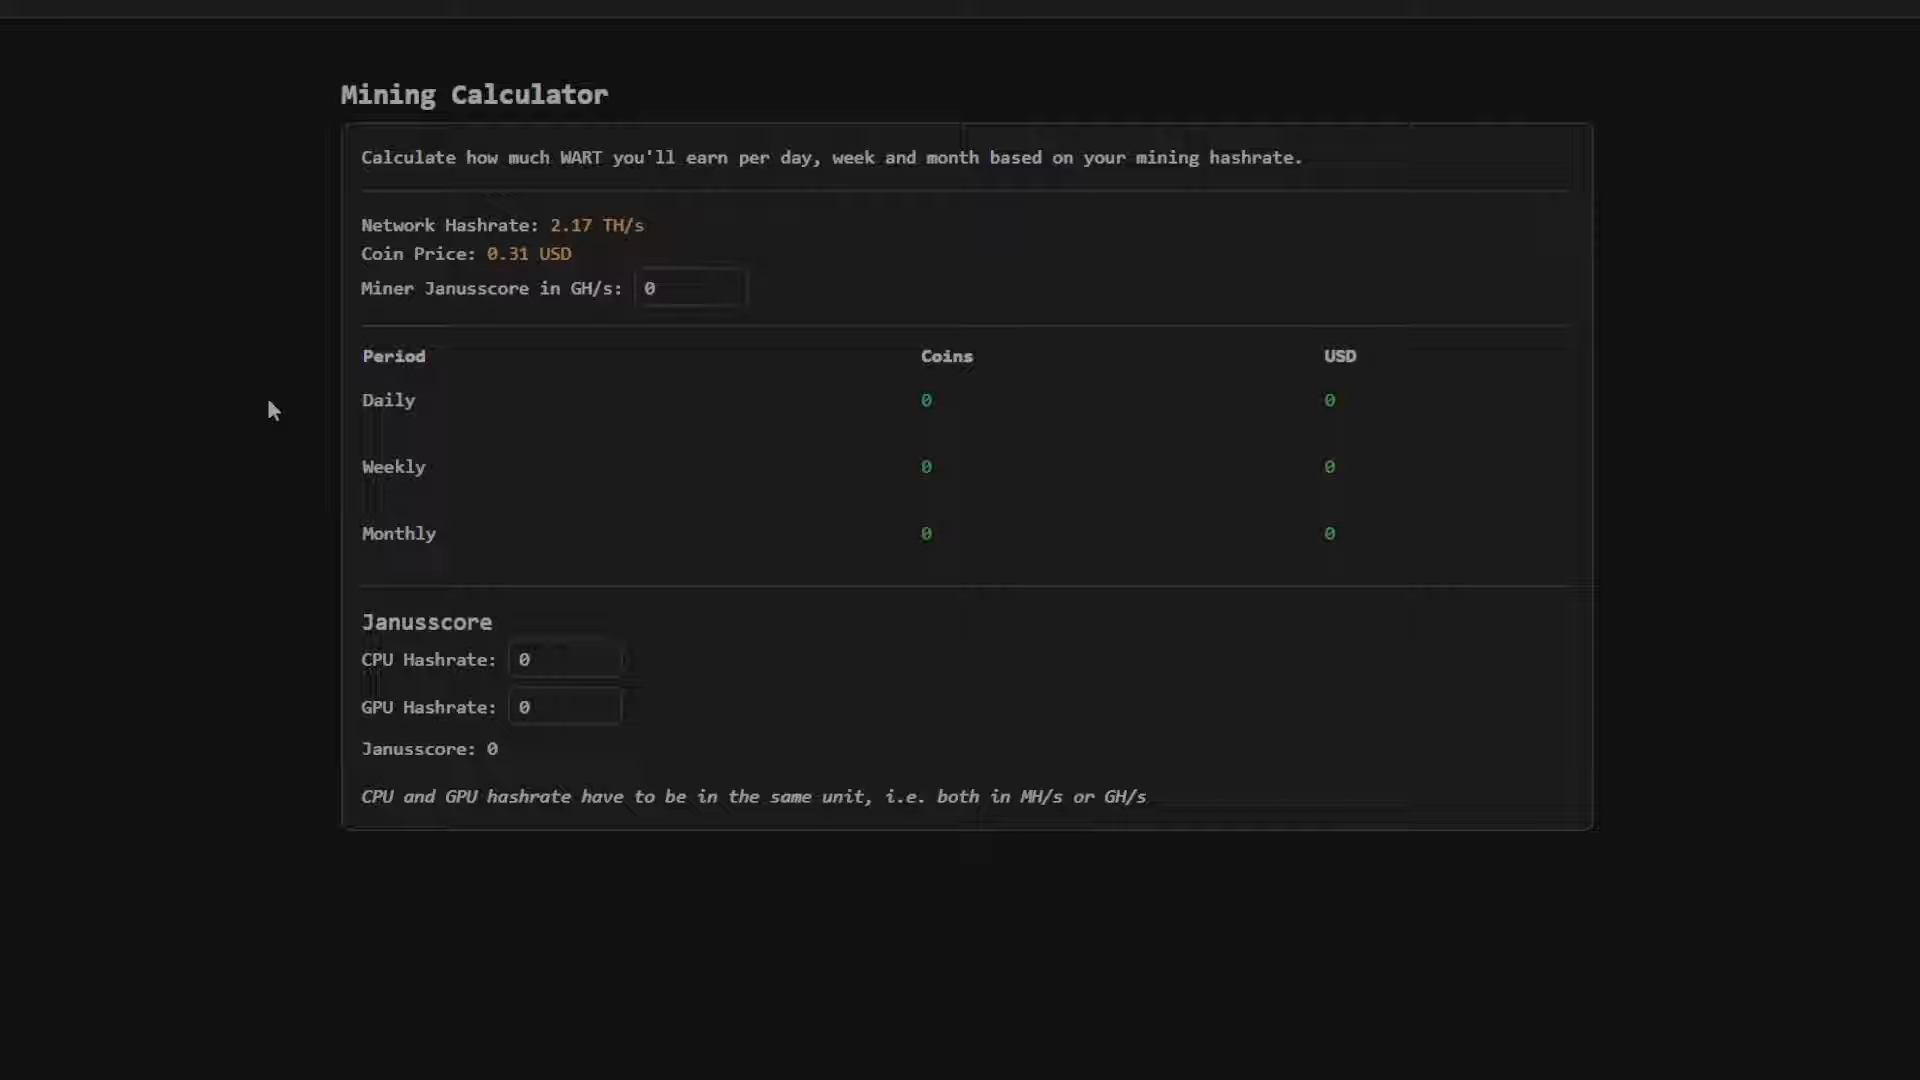 Mining Calculator
Calculate how much WART you'll earn per day, week and month based on your mining hashrate.
Network Hashrate: 2.17 TH/s
Coin Price: 0.31 USD
Miner Janusscore in GH/s: 0
Period Coins USD
Daily 0 0
Weekly 0 0
Monthly 0 0
Janusscore
CPU Hashrate: 0
GPU Hashrate: 0
Janusscore: 0
CPU and GPU hashrate have to be in the same unit, i.e. both in MH/s or GH/s